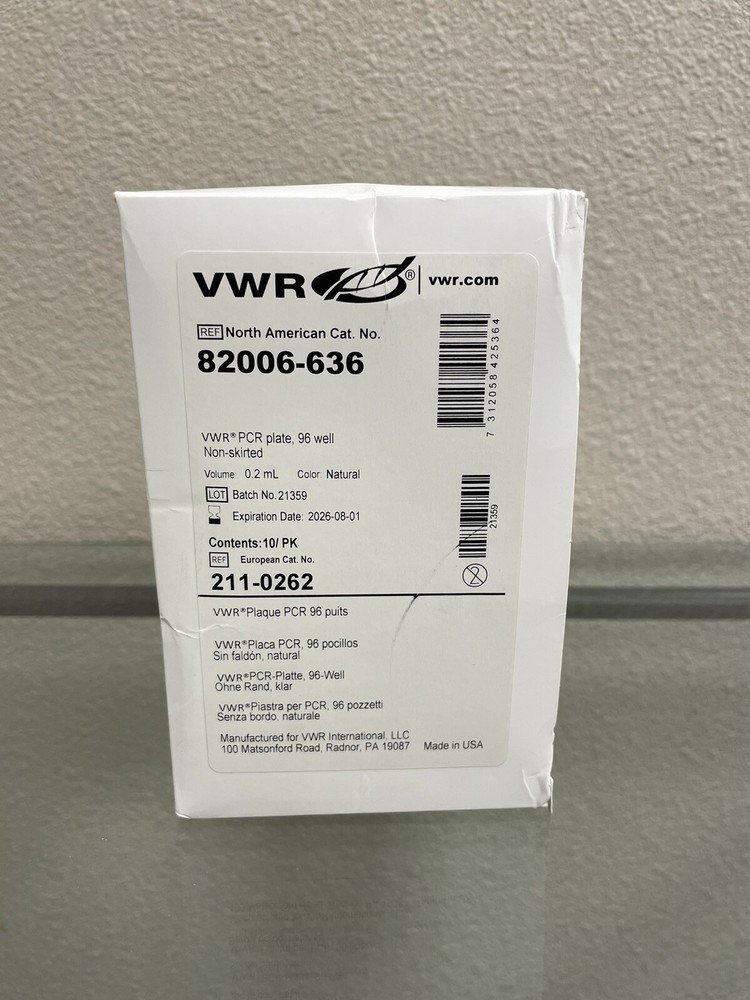 VWR® | vwr.com
REF North American Cat. No.
82006-636
7 312058 425364
VWR® PCR plate, 96 well
Non-skirted
Volume: 0.2 mL Color: Natural
LOT Batch No. 21359
Expiration Date: 2026-08-01
21359
Contents:10/ PK
REF European Cat. No.
211-0262
2
VWR®Plaque PCR 96 puits
VWR®Placa PCR, 96 pocillos
Sin faldón, natural
VWR®PCR-Platte, 96-Well
Ohne Rand, klar
VWR®Piastra per PCR, 96 pozzetti
Senza bordo, naturale
Manufactured for VWR International, LLC
100 Matsonford Road, Radnor, PA 19087 Made in USA